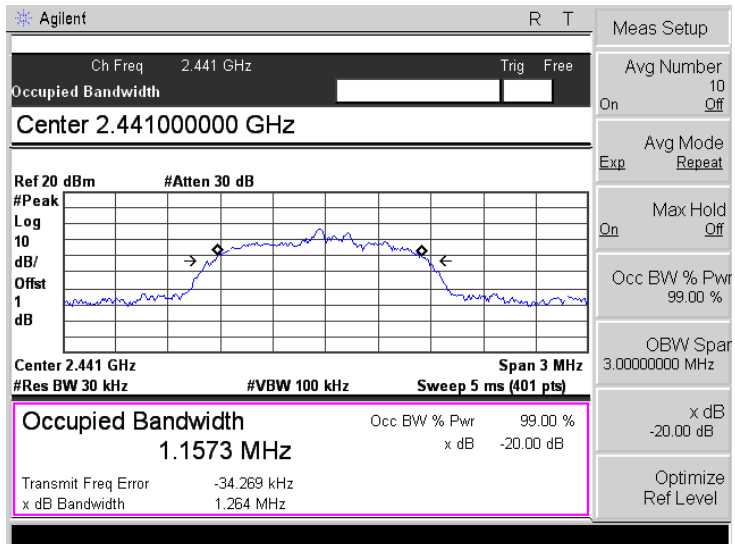 Agilent R T
Ch Freq 2.441 GHz Trig Free
Occupied Bandwidth
Center 2.441000000 GHz
Ref 20 dBm #Atten 30 dB
#Peak
Log
10
dB/
Offst
1
dB
Center 2.441 GHz Span 3 MHz
#Res BW 30 kHz #VBW 100 kHz Sweep 5 ms (401 pts)
Occupied Bandwidth
1.1573 MHz
Occ BW % Pwr 99.00 %
x dB -20.00 dB
Transmit Freq Error -34.269 kHz
x dB Bandwidth 1.264 MHz
Meas Setup
Avg Number
10
On Off
Avg Mode
Exp Repeat
Max Hold
On Off
Occ BW % Pwr
99.00 %
OBW Span
3.00000000 MHz
x dB
-20.00 dB
Optimize
Ref Level